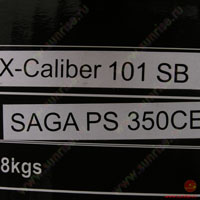 X-Caliber 101 SB
SAGA PS 350CE
8kgs